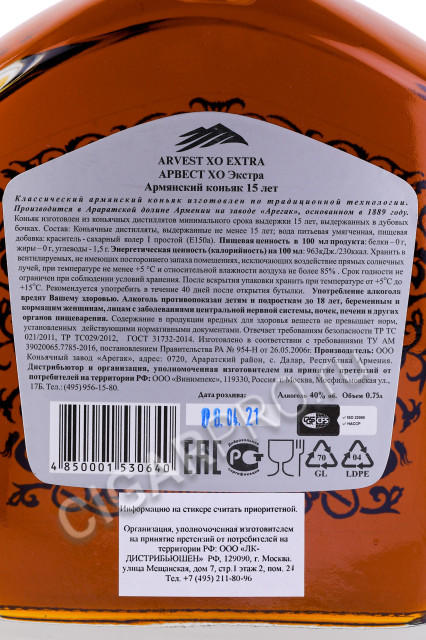 ARVEST XO EXTRA
АРВЕСТ ХО Экстра
Армянский коньяк 15 лет
Классический армянский коньяк изготовлен по традиционной технологии.
Производится в Араратской долине Армении на заводе «Арегак», основанном в 1889 году.
Коньяк изготовлен из коньячных дистиллятов минимального срока выдержки 15 лет, выдержанных в дубовых
бочках. Состав: Коньячные дистилляты, выдержанные не менее 15 лет; вода питьевая умягченная, пищевая
добавка: краситель - сахарный колер I простой (Е150а). Пищевая ценность в 100 мл продукта: белки – 0 г,
жиры – 0 г, углеводы - 1,5 г. Энергетическая ценность (калорийность) на 100 мл: 963кДж./230ккал. Хранить в
вентилируемых, не имеющих постороннего запаха помещениях, исключающих воздействие прямых солнечных
лучей, при температуре не менее +5 °С и относительной влажности воздуха не более 85% . Срок годности не
ограничен при соблюдении условий хранения. После вскрытия упаковки хранить при температуре от +5°С до
+15°С. Рекомендуется употребить в течение 40 дней после открытия бутылки. Употребление алкоголя
вредит Вашему здоровью. Алкоголь противопоказан детям и подросткам до 18 лет, беременным и
кормящим женщинам, лицам с заболеваниями центральной нервной системы, почек, печени и других
органов пищеварения. Содержание в продукции вредных для здоровья веществ не превышает норм,
установленных действующими нормативными документами. Отвечает требованиям ТР ТС
021/2011, ТР ТС029/2012, ГОСТ 31732-2014. Изготовлено в соответствии с требованиями ТУ АМ
39020065.7785-2016, постановлением Правительства РА № 954-Н от 26.05.2006г. Производитель: ООО
Коньячный завод «Арегак», адрес: 0720, Араратский район, с. Далар, Республика Армения.
Дистрибьютор и организация, уполномоченная изготовителем на принятие претензий от
потребителей на территории РФ: ООО «Винимпекс», 119330, Россия, г. Москва, Мосфильмовская ул.,
17Б. Тел.:(495)956-15-80.
Дата розлива:
Алкоголь 40% об. Объем 0.75л
08.04.21
ISO 22000
HACCP
CFS
4 850001 530640
ЕАС
Добровольная
РСТ
сертификация
70
GL
04
LDPE
Информацию на стикере считать приоритетной.
Организация, уполномоченная изготовителем
на принятие претензий от потребителей на
территории РФ: ООО «ЛК-
ДИСТРИБЬЮШЕН» РФ, 129090, г. Москва.
улица Мещанская, дом 7, стр.1 этаж 2, пом. 21
Тел. +7 (495) 211-80-96